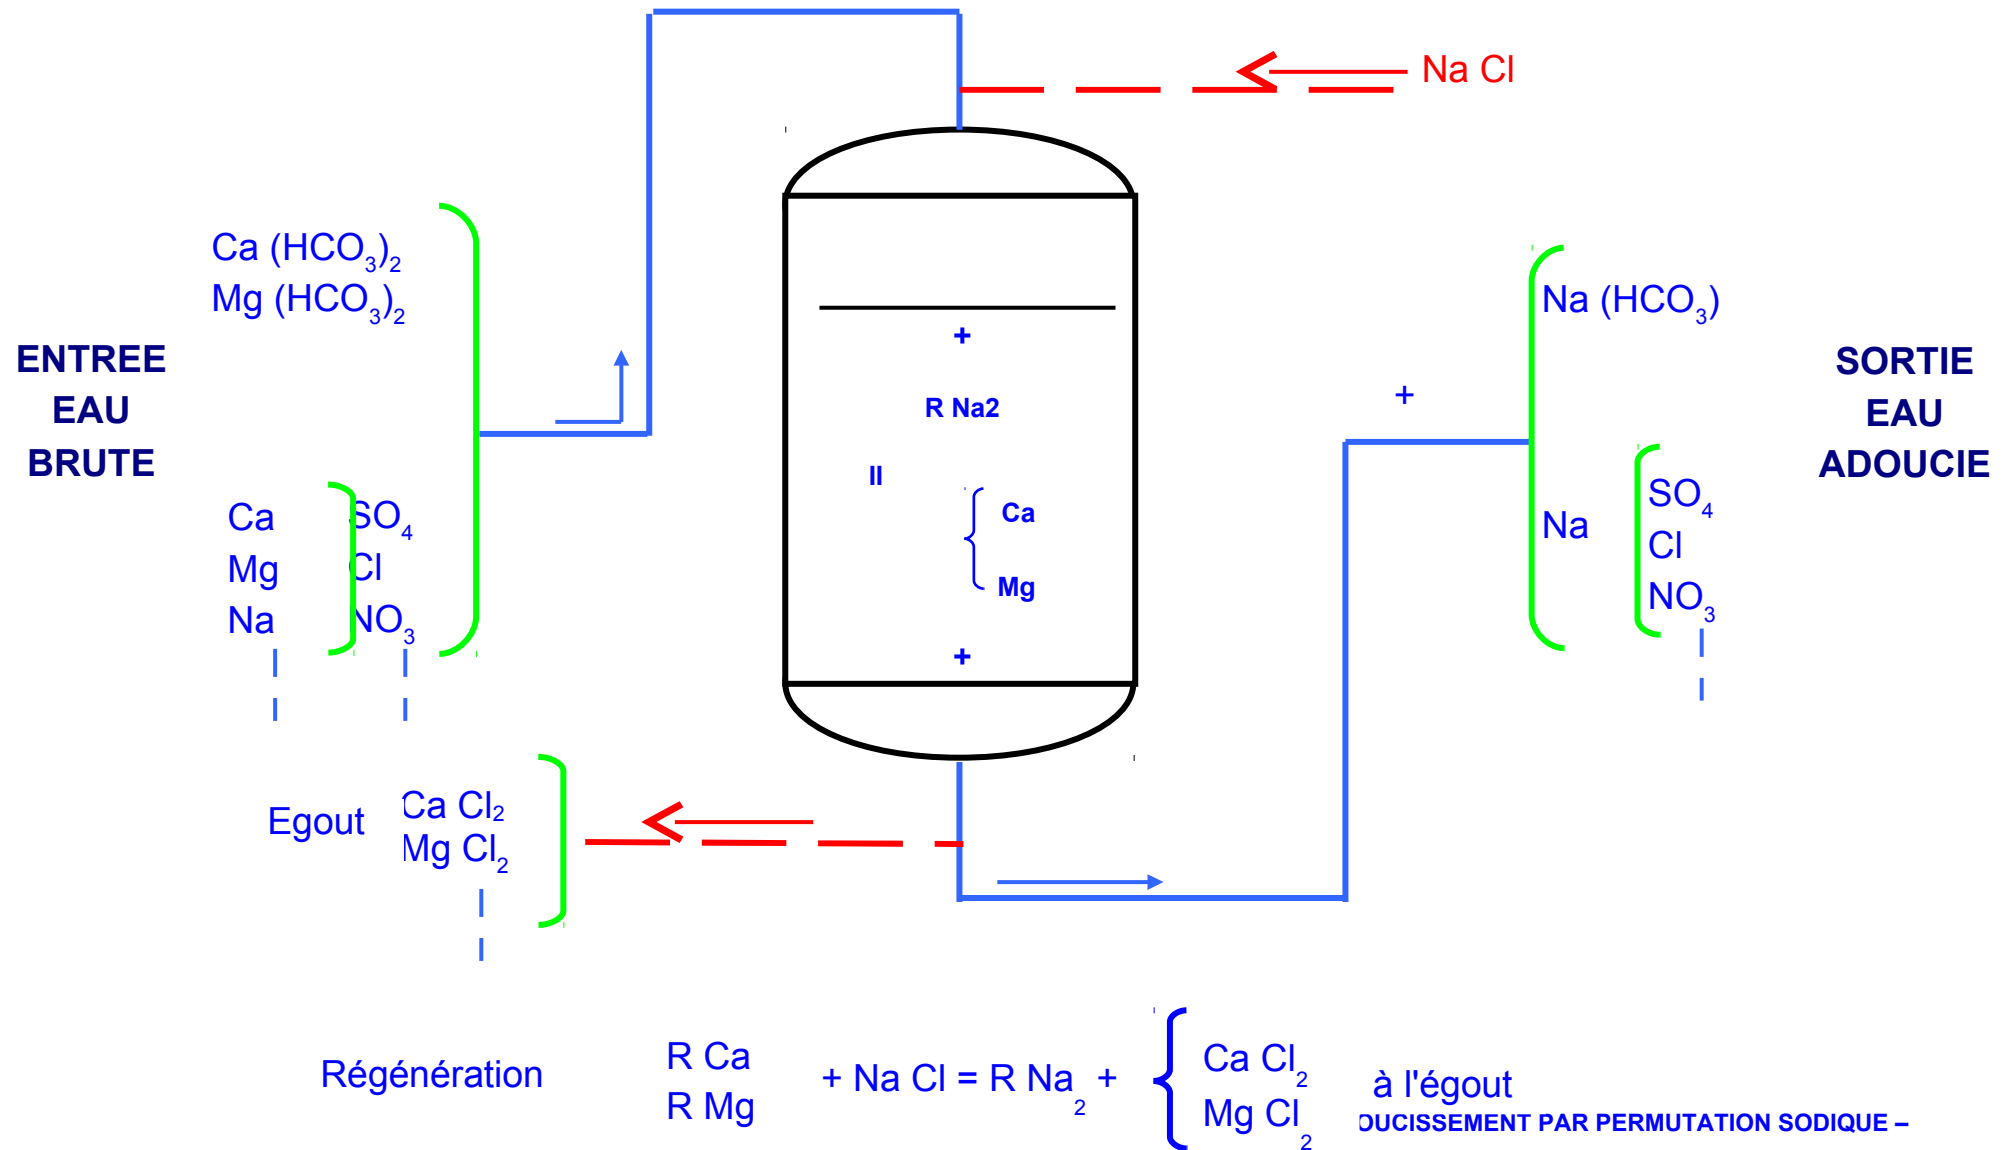 Na Cl
Ca (HCO3)2
Mg (HCO3)2
ENTREE
EAU
BRUTE
Ca SO4
Mg Cl
Na NO3
+
R Na2
II
Ca
Mg
+
+
Na (HCO3)
Na
SO4
Cl
NO3
SORTIE
EAU
ADOUCIE
Egout
Ca Cl2
Mg Cl2
Régénération
R Ca
R Mg
+ Na Cl = R Na2 +
Ca Cl2
Mg Cl2
à l'égout
OUCISSEMENT PAR PERMUTATION SODIQUE –